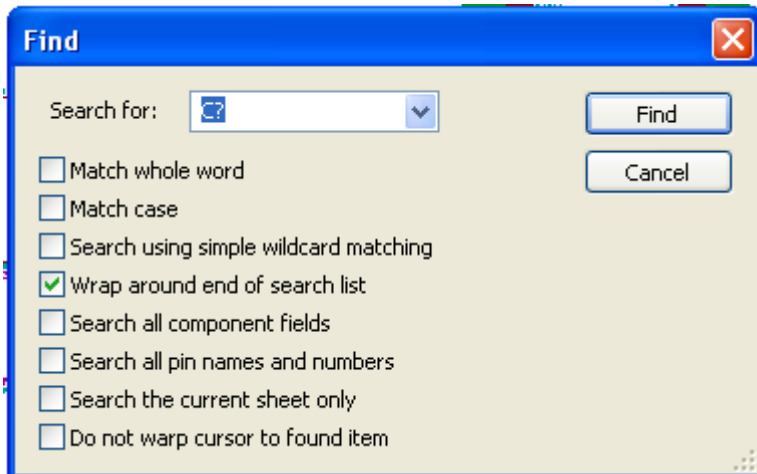 Find
Search for: C? Find
Cancel
Match whole word
Match case
Search using simple wildcard matching
Wrap around end of search list
Search all component fields
Search all pin names and numbers
Search the current sheet only
Do not warp cursor to found item